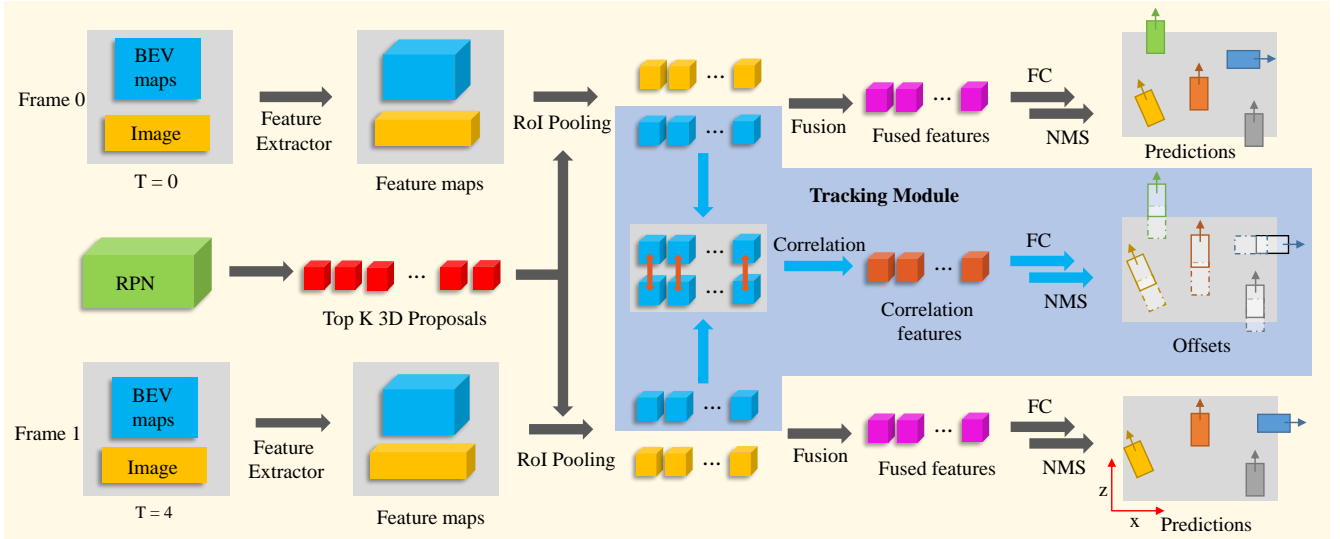 Frame 0
BEV
maps
Image
T = 0
Feature
Extractor
Feature maps
RoI Pooling
...
...
Fusion
...
Fused features
FC
NMS
Predictions
Tracking Module
RPN
...
Top K 3D Proposals
...
...
Correlation
...
Correlation
features
FC
NMS
Offsets
Frame 1
BEV
maps
Image
T = 4
Feature
Extractor
Feature maps
RoI Pooling
...
...
Fusion
...
Fused features
FC
NMS
z
x
Predictions